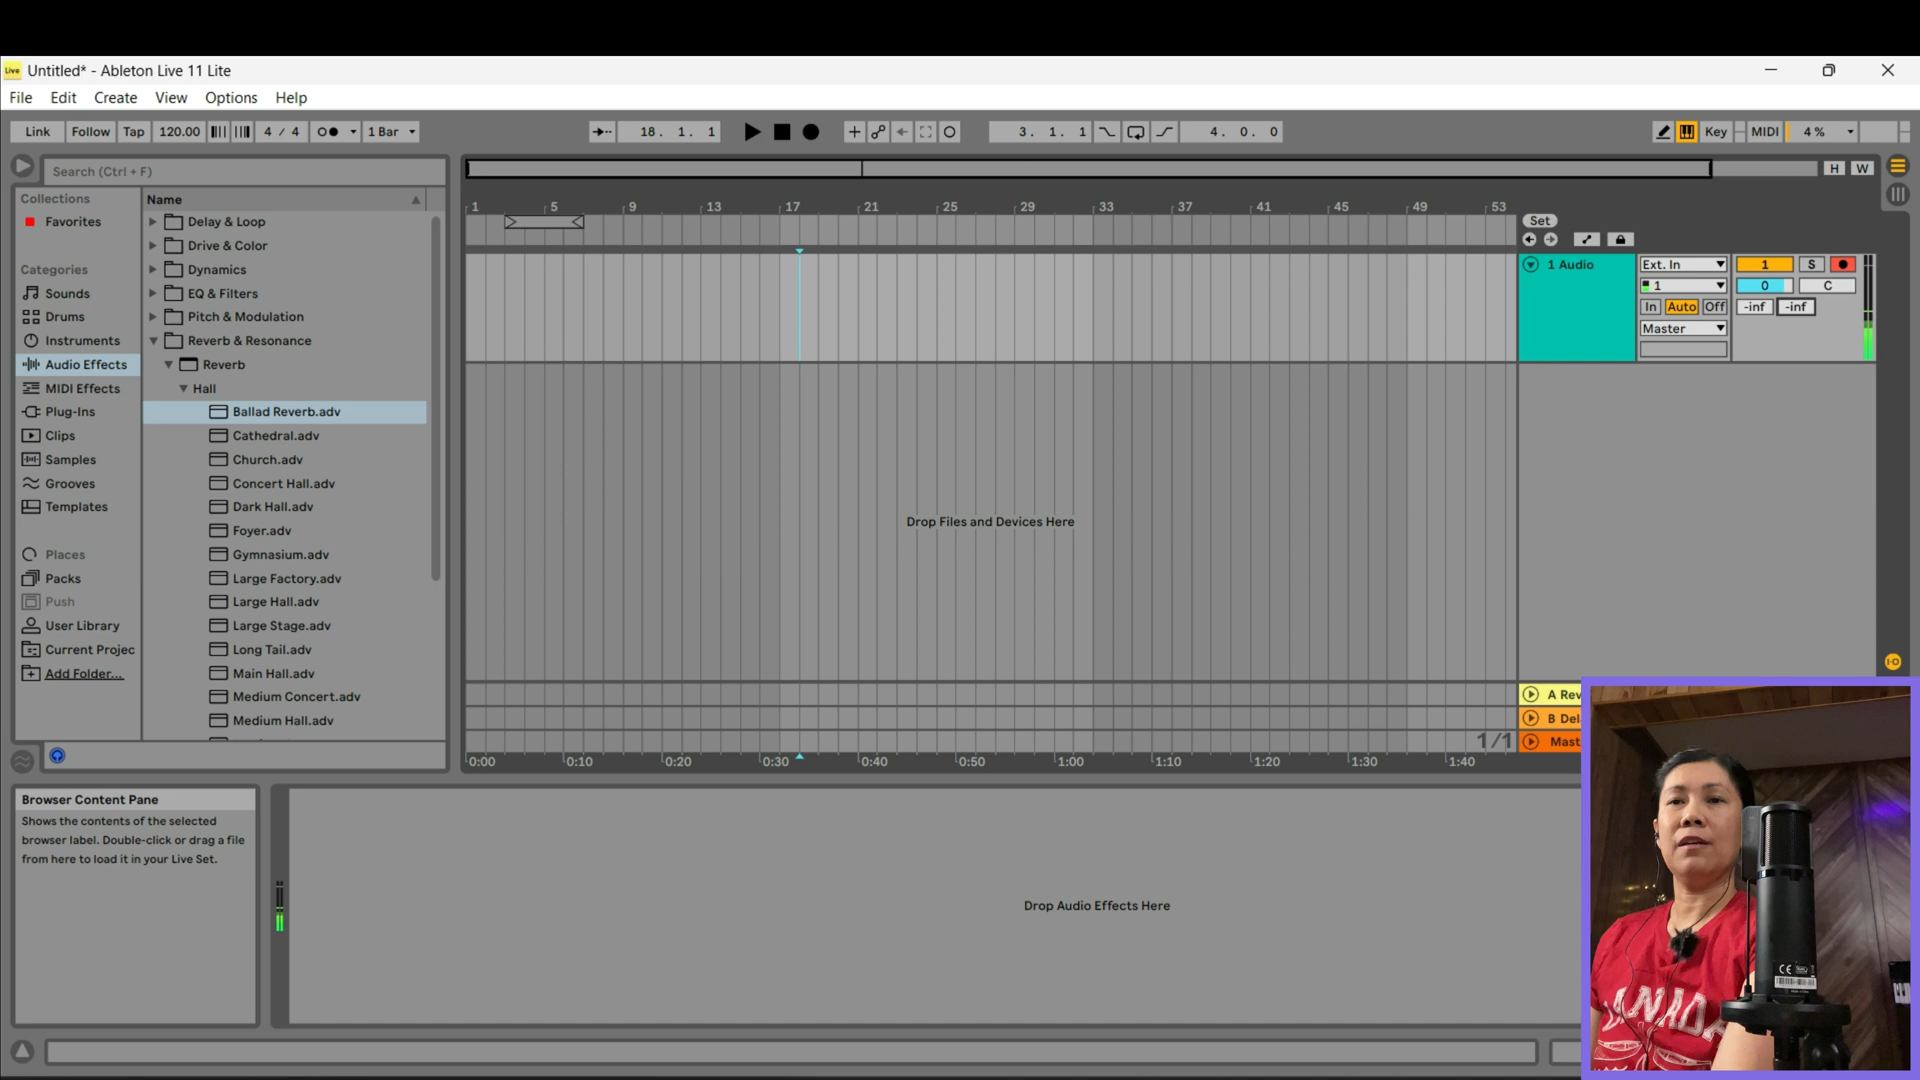 Live Untitled* - Ableton Live 11 Lite
File Edit Create View Options Help
Link Follow Tap 120.00 4 / 4 1 Bar 18. 1. 1 3. 1. 1 4. 0. 0 Key MIDI 4 %
Search (Ctrl + F)
H W
Collections
Favorites
Categories
Sounds
Drums
Instruments
Audio Effects
MIDI Effects
Plug-Ins
Clips
Samples
Grooves
Templates
Places
Packs
Push
User Library
Current Projec
Add Folder...
Name
Delay & Loop
Drive & Color
Dynamics
EQ & Filters
Pitch & Modulation
Reverb & Resonance
Reverb
Hall
Ballad Reverb.adv
Cathedral.adv
Church.adv
Concert Hall.adv
Dark Hall.adv
Foyer.adv
Gymnasium.adv
Large Factory.adv
Large Hall.adv
Large Stage.adv
Long Tail.adv
Main Hall.adv
Medium Concert.adv
Medium Hall.adv
1 5 9 13 17 21 25 29 33 37 41 45 49 53
Set
1 Audio
Ext. In
1
In Auto Off
Master
1 S
0 C
-inf -inf
Drop Files and Devices Here
A Rev
B Del
1/1 Mast
0:00 0:10 0:20 0:30 0:40 0:50 1:00 1:10 1:20 1:30 1:40
Browser Content Pane
Shows the contents of the selected
browser label. Double-click or drag a file
from here to load it in your Live Set.
Drop Audio Effects Here
CE
CANADA